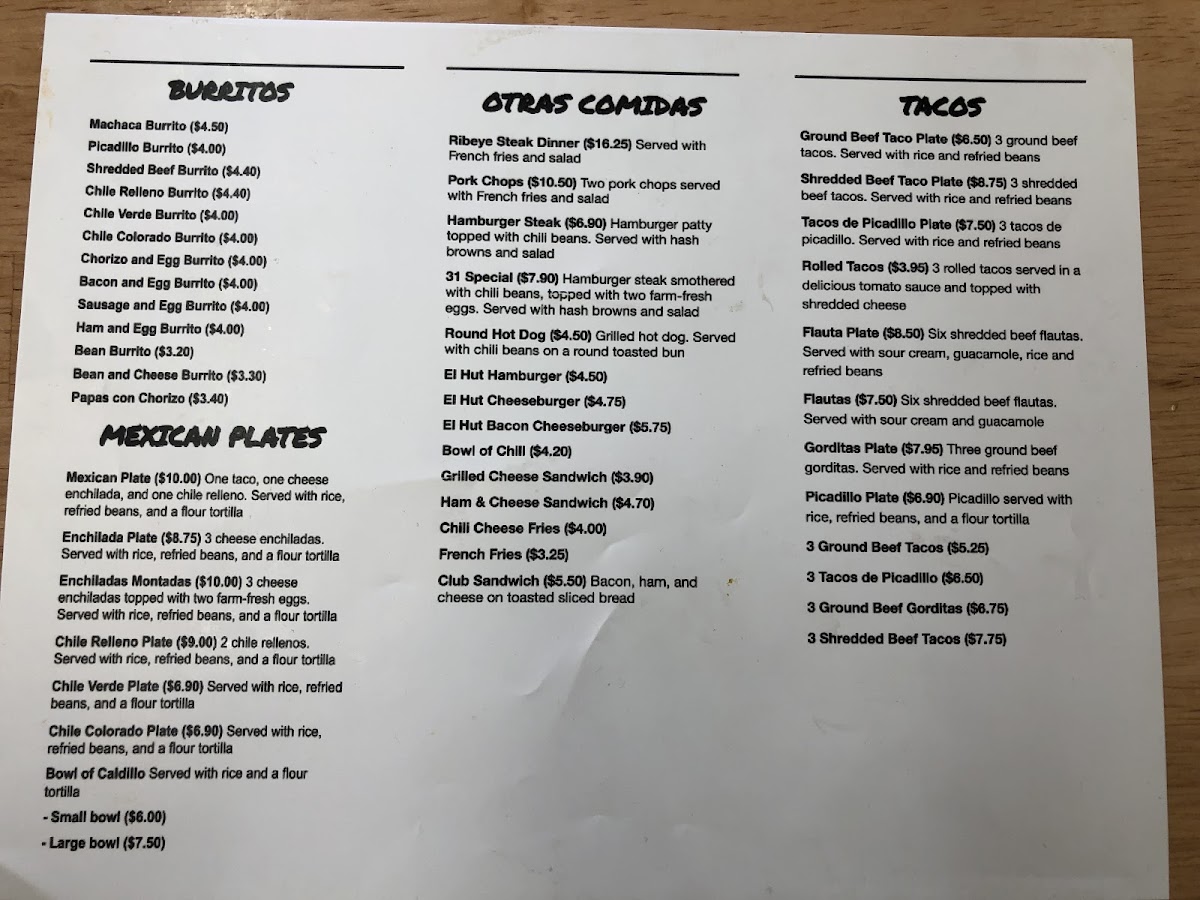 BURRITOS
Machaca Burrito ($4.50)
Picadillo Burrito ($4.00)
Shredded Beef Burrito ($4.40)
Chile Relleno Burrito ($4.40)
Chile Verde Burrito ($4.00)
Chile Colorado Burrito ($4.00)
Chorizo and Egg Burrito ($4.00)
Bacon and Egg Burrito ($4.00)
Sausage and Egg Burrito ($4.00)
Ham and Egg Burrito ($4.00)
Bean Burrito ($3.20)
Bean and Cheese Burrito ($3.30)
Papas con Chorizo ($3.40)
MEXICAN PLATES
Mexican Plate ($10.00) One taco, one cheese
enchilada, and one chile relleno. Served with rice,
refried beans, and a flour tortilla
Enchilada Plate ($8.75) 3 cheese enchiladas.
Served with rice, refried beans, and a flour tortilla
Enchiladas Montadas ($10.00) 3 cheese
enchiladas topped with two farm-fresh eggs.
Served with rice, refried beans, and a flour tortilla
Chile Relleno Plate ($9.00) 2 chile rellenos.
Served with rice, refried beans, and a flour tortilla
Chile Verde Plate ($6.90) Served with rice, refried
beans, and a flour tortilla
Chile Colorado Plate ($6.90) Served with rice,
refried beans, and a flour tortilla
Bowl of Caldillo Served with rice and a flour
tortilla
- Small bowl ($6.00)
- Large bowl ($7.50)
OTRAS COMIDAS
Ribeye Steak Dinner ($16.25) Served with
French fries and salad
Pork Chops ($10.50) Two pork chops served
with French fries and salad
Hamburger Steak ($6.90) Hamburger patty
topped with chili beans. Served with hash
browns and salad
31 Special ($7.90) Hamburger steak smothered
with chili beans, topped with two farm-fresh
eggs. Served with hash browns and salad
Round Hot Dog ($4.50) Grilled hot dog. Served
with chili beans on a round toasted bun
El Hut Hamburger ($4.50)
El Hut Cheeseburger ($4.75)
El Hut Bacon Cheeseburger ($5.75)
Bowl of Chili ($4.20)
Grilled Cheese Sandwich ($3.90)
Ham & Cheese Sandwich ($4.70)
Chili Cheese Fries ($4.00)
French Fries ($3.25)
Club Sandwich ($5.50) Bacon, ham, and
cheese on toasted sliced bread
TACOS
Ground Beef Taco Plate ($6.50) 3 ground beef
tacos. Served with rice and refried beans
Shredded Beef Taco Plate ($8.75) 3 shredded
beef tacos. Served with rice and refried beans
Tacos de Picadillo Plate ($7.50) 3 tacos de
picadillo. Served with rice and refried beans
Rolled Tacos ($3.95) 3 rolled tacos served in a
delicious tomato sauce and topped with
shredded cheese
Flauta Plate ($8.50) Six shredded beef flautas.
Served with sour cream, guacamole, rice and
refried beans
Flautas ($7.50) Six shredded beef flautas.
Served with sour cream and guacamole
Gorditas Plate ($7.95) Three ground beef
gorditas. Served with rice and refried beans
Picadillo Plate ($6.90) Picadillo served with
rice, refried beans, and a flour tortilla
3 Ground Beef Tacos ($5.25)
3 Tacos de Picadillo ($6.50)
3 Ground Beef Gorditas ($6.75)
3 Shredded Beef Tacos ($7.75)